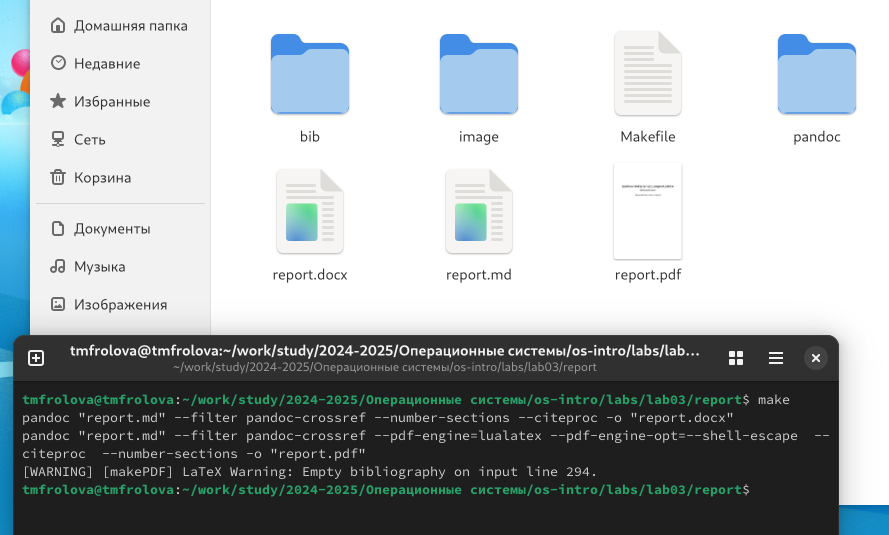 Домашняя папка
Недавние
Избранные
Сеть
Корзина
Документы
Музыка
Изображения
bib
image
Makefile
pandoc
report.docx
report.md
report.pdf
tmfrolova@tmfrolova:~/work/study/2024-2025/Операционные системы/os-intro/labs/lab...
~/work/study/2024-2025/Операционные системы/os-intro/labs/lab03/report
tmfrolova@tmfrolova:~/work/study/2024-2025/Операционные системы/os-intro/labs/lab03/report$ make
pandoc "report.md" --filter pandoc-crossref --number-sections --citeproc -o "report.docx"
pandoc "report.md" --filter pandoc-crossref --pdf-engine=lualatex --pdf-engine-opt=--shell-escape  --
citeproc  --number-sections -o "report.pdf"
[WARNING] [makePDF] LaTeX Warning: Empty bibliography on input line 294.
tmfrolova@tmfrolova:~/work/study/2024-2025/Операционные системы/os-intro/labs/lab03/report$